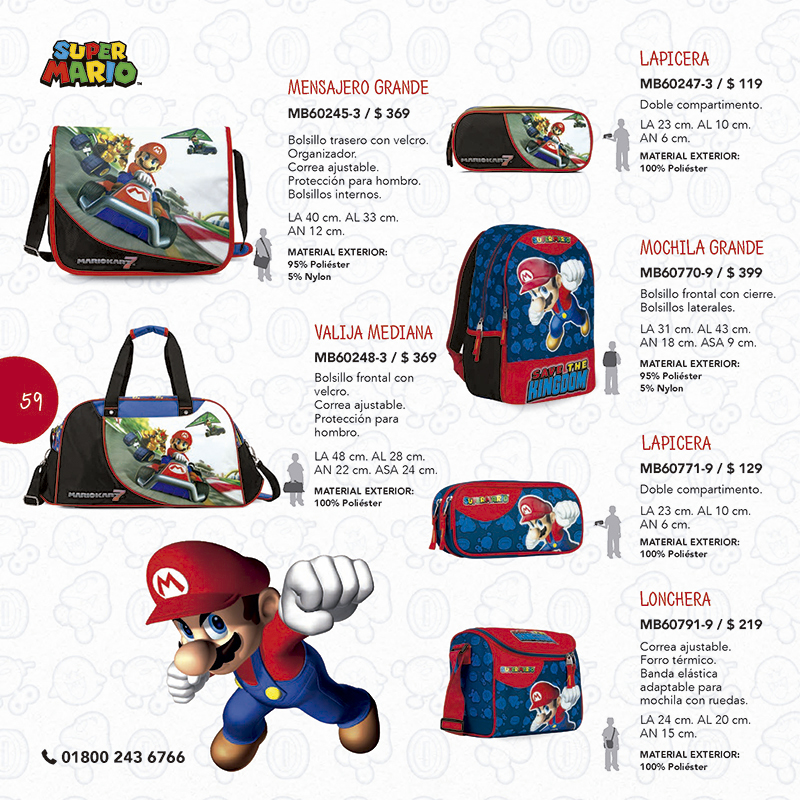 SUPER
MARIO™
MENSAJERO GRANDE
MB60245-3 / $ 369
Bolsillo trasero con velcro.
Organizador.
Correa ajustable.
Protección para hombro.
Bolsillos internos.
LA 40 cm. AL 33 cm.
AN 12 cm.
MATERIAL EXTERIOR:
95% Poliéster
5% Nylon
MARIOKART7
VALIJA MEDIANA
MB60248-3 / $ 369
Bolsillo frontal con
velcro.
Correa ajustable.
Protección para
hombro.
LA 48 cm. AL 28 cm.
AN 22 cm. ASA 24 cm.
MATERIAL EXTERIOR:
100% Poliéster
MARIOKART7
59
01800 243 6766
LAPICERA
MB60247-3 / $ 119
Doble compartimento.
LA 23 cm. AL 10 cm.
AN 6 cm.
MATERIAL EXTERIOR:
100% Poliéster
MARIOKART7
MOCHILA GRANDE
MB60770-9 / $ 399
Bolsillo frontal con cierre.
Bolsillos laterales.
LA 31 cm. AL 43 cm.
AN 18 cm. ASA 9 cm.
MATERIAL EXTERIOR:
95% Poliéster
5% Nylon
SUPER MARIO
SAVE THE
KINGDOM
LAPICERA
MB60771-9 / $ 129
Doble compartimento.
LA 23 cm. AL 10 cm.
AN 6 cm.
MATERIAL EXTERIOR:
100% Poliéster
SUPER MARIO
LONCHERA
MB60791-9 / $ 219
Correa ajustable.
Forro térmico.
Banda elástica
adaptable para
mochila con ruedas.
LA 24 cm. AL 20 cm.
AN 15 cm.
MATERIAL EXTERIOR:
100% Poliéster
SUPER MARIO